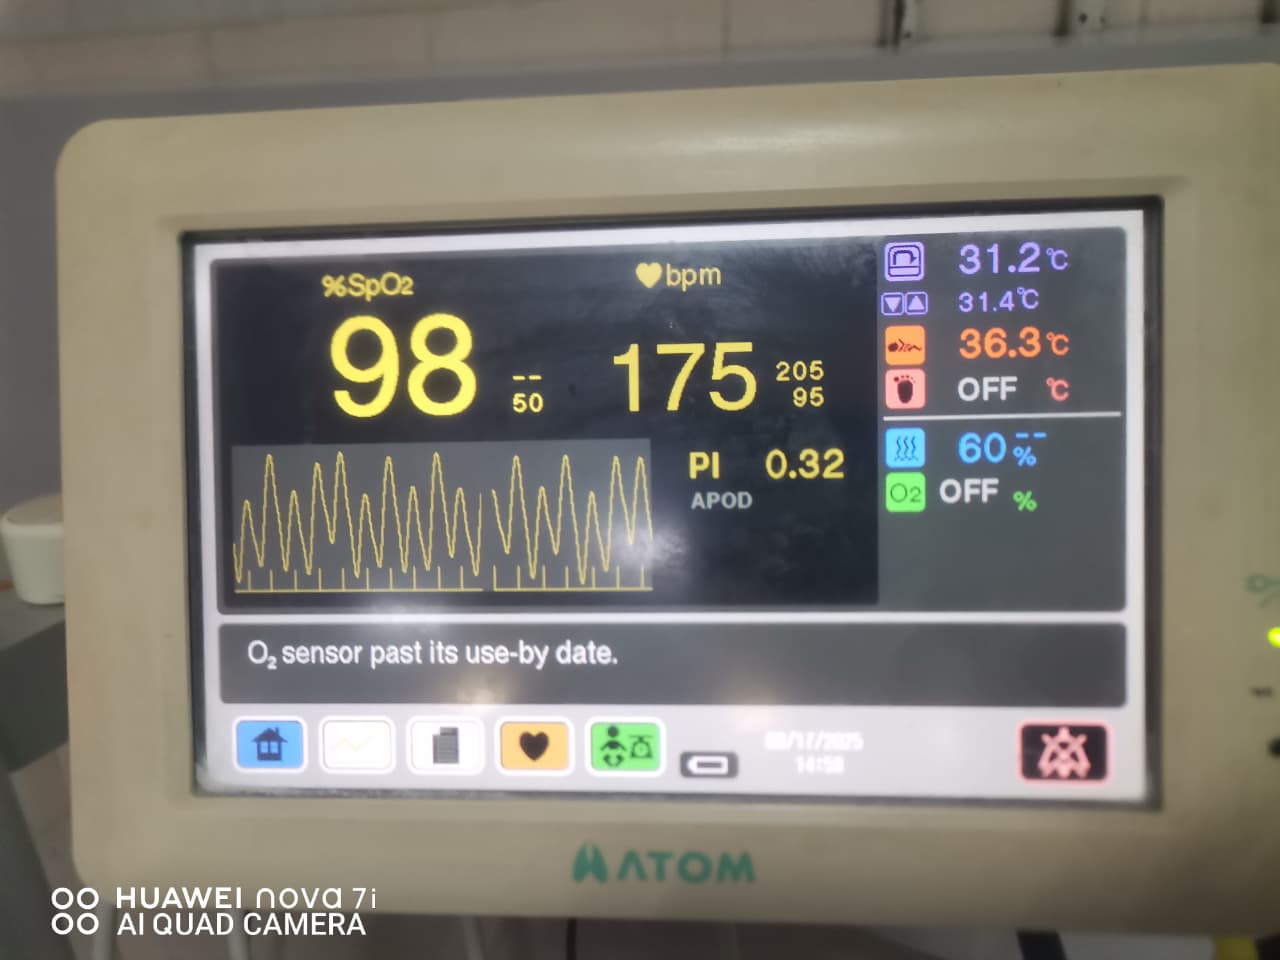 %SpO2
98
--
50
bpm
175
205
95
PI 0.32
APOD
31.2℃
31.4℃
36.3℃
OFF ℃
60 --
%
O2 OFF %
O₂ sensor past its use-by date.
ATOM
HUAWEI nova 7i
AI QUAD CAMERA